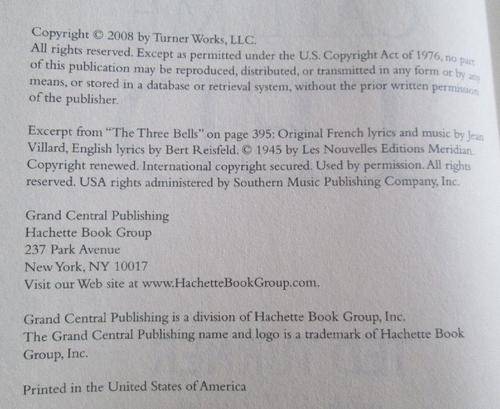 Copyright © 2008 by Turner Works, LLC.
All rights reserved. Except as permitted under the U.S. Copyright Act of 1976, no part
of this publication may be reproduced, distributed, or transmitted in any form or by any
means, or stored in a database or retrieval system, without the prior written permission
of the publisher.
Excerpt from "The Three Bells" on page 395: Original French lyrics and music by Jean
Villard, English lyrics by Bert Reisfeld. © 1945 by Les Nouvelles Editions Meridian.
Copyright renewed. International copyright secured. Used by permission. All rights
reserved. USA rights administered by Southern Music Publishing Company, Inc.
Grand Central Publishing
Hachette Book Group
237 Park Avenue
New York, NY 10017
Visit our Web site at www.HachetteBookGroup.com.
Grand Central Publishing is a division of Hachette Book Group, Inc.
The Grand Central Publishing name and logo is a trademark of Hachette Book
Group, Inc.
Printed in the United States of America